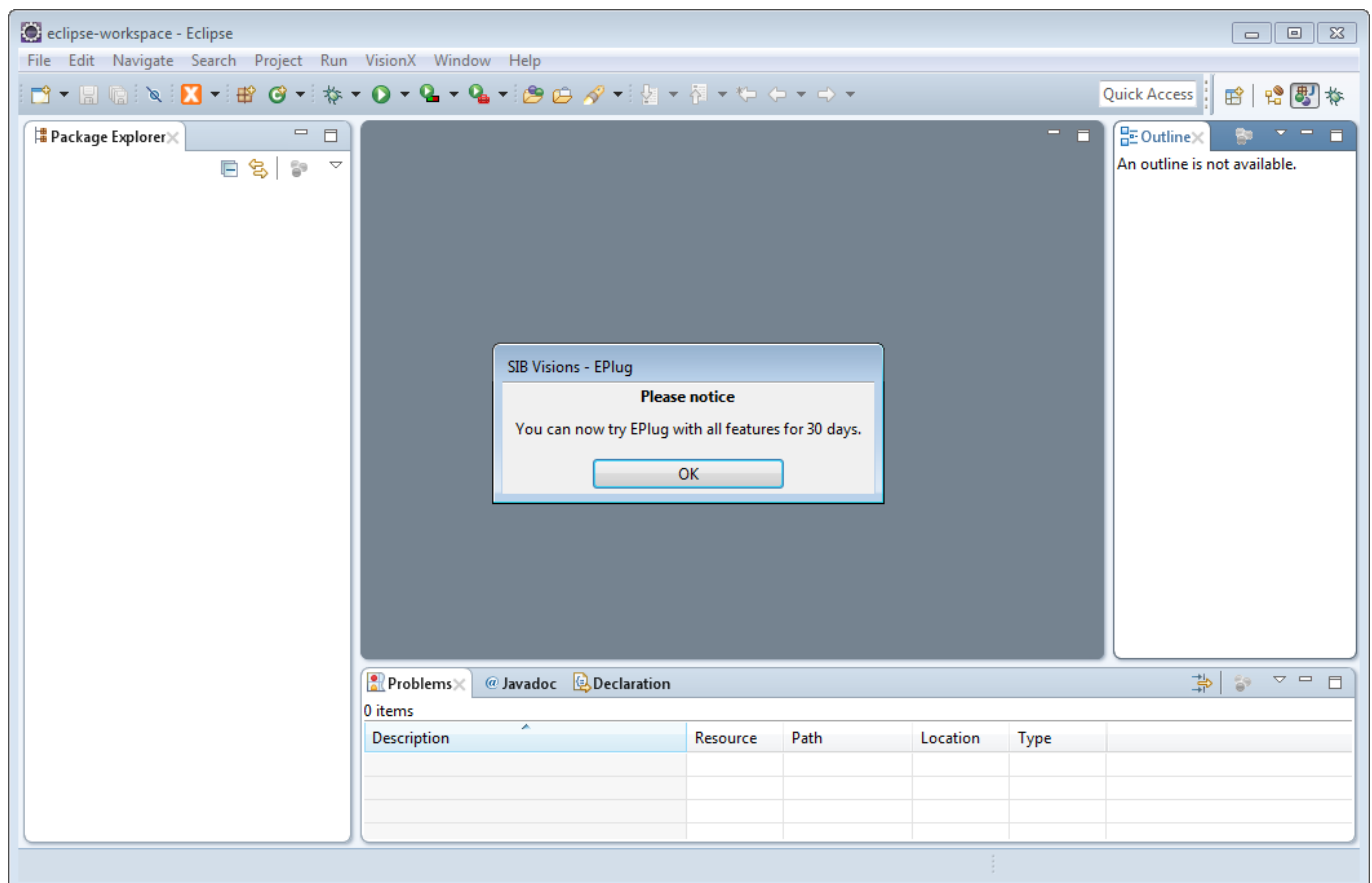 eclipse-workspace - Eclipse
File Edit Navigate Search Project Run VisionX Window Help
Quick Access
Package Explorer
Outline
An outline is not available.
SIB Visions - EPlug
Please notice
You can now try EPlug with all features for 30 days.
OK
Problems @ Javadoc Declaration
0 items
Description Resource Path Location Type